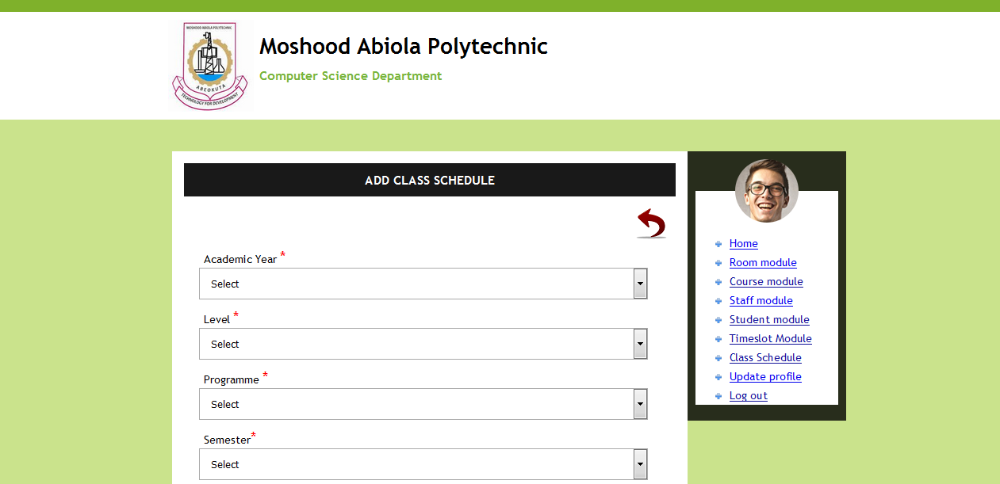 MOSHOOD ABIOLA POLYTECHNIC
ABEOKUTA
TECHNOLOGY FOR DEVELOPMENT
Moshood Abiola Polytechnic
Computer Science Department
ADD CLASS SCHEDULE
Academic Year *
Select
Level *
Select
Programme *
Select
Semester*
Select
Home
Room module
Course module
Staff module
Student module
Timeslot Module
Class Schedule
Update profile
Log out